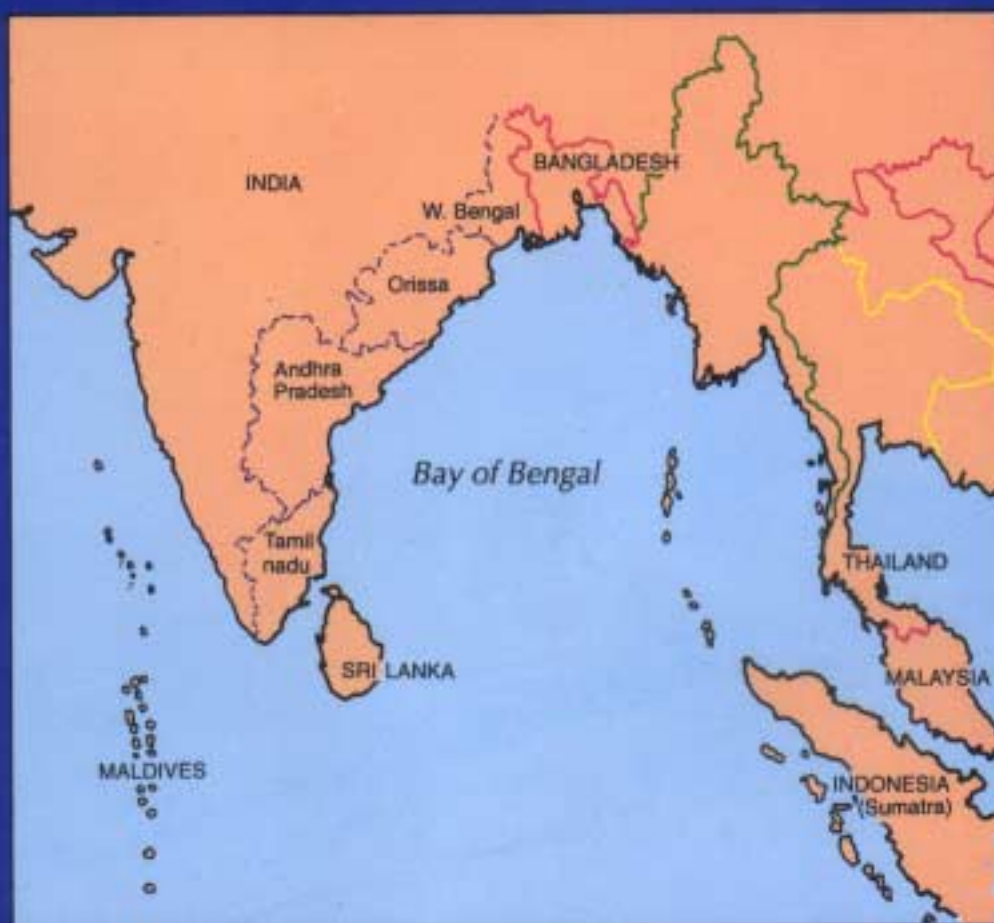 BANGLADESH
INDIA
W. Bengal
Orissa
Andhra
Pradesh
Bay of Bengal
Tamil
nadu
THAILAND
SRI LANKA
MALAYSIA
MALDIVES
INDONESIA
(Sumatra)